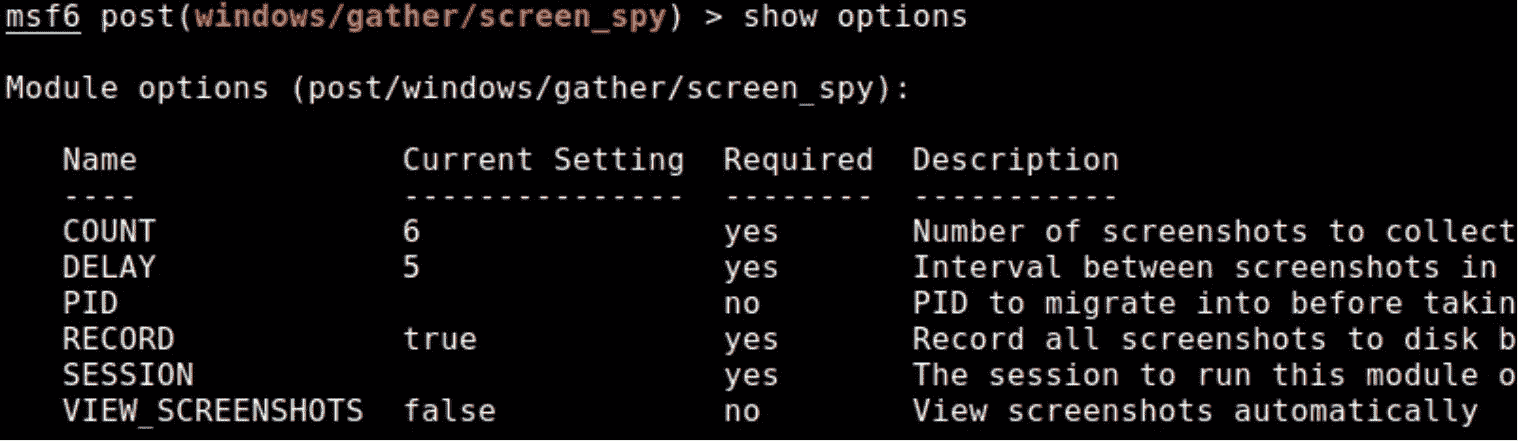 msf6 post(windows/gather/screen_spy) > show options
Module options (post/windows/gather/screen_spy):
Name Current Setting Required Description
---- --------------- -------- -----------
COUNT 6 yes Number of screenshots to collect
DELAY 5 yes Interval between screenshots in
PID no PID to migrate into before takin
RECORD true yes Record all screenshots to disk b
SESSION yes The session to run this module o
VIEW_SCREENSHOTS false no View screenshots automatically